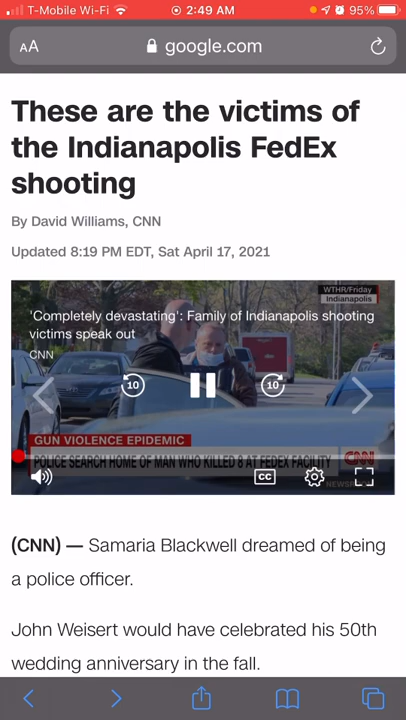 T-Mobile Wi-Fi 2:49 AM 95%
AA google.com
These are the victims of
the Indianapolis FedEx
shooting
By David Williams, CNN
Updated 8:19 PM EDT, Sat April 17, 2021
WTHR/Friday
Indianapolis
'Completely devastating': Family of Indianapolis shooting
victims speak out
CNN
10 10
GUN VIOLENCE EPIDEMIC
POLICE SEARCH HOME OF MAN WHO KILLED 8 AT FEDEX FACILITY
CNN
CC
(CNN) — Samaria Blackwell dreamed of being
a police officer.
John Weisert would have celebrated his 50th
wedding anniversary in the fall.